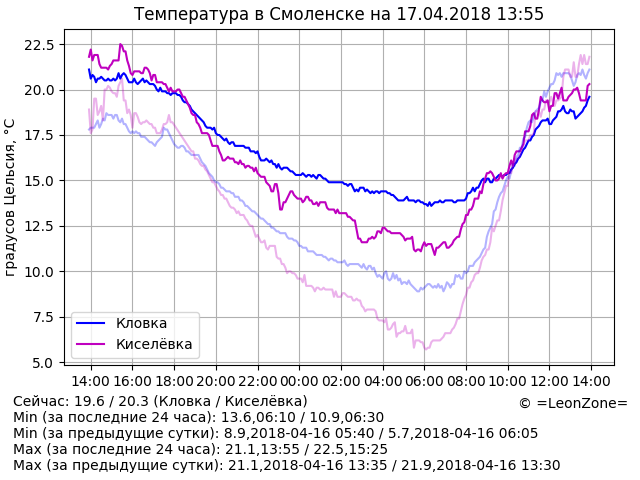 Температура в Смоленске на 17.04.2018 13:55
градусов Цельсия, °C
22.5
20.0
17.5
15.0
12.5
10.0
7.5
5.0
Кловка
Киселёвка
14:00 16:00 18:00 20:00 22:00 00:00 02:00 04:00 06:00 08:00 10:00 12:00 14:00
Сейчас: 19.6 / 20.3 (Кловка / Киселёвка)
© =LeonZone=
Min (за последние 24 часа): 13.6,06:10 / 10.9,06:30
Min (за предыдущие сутки): 8.9,2018-04-16 05:40 / 5.7,2018-04-16 06:05
Max (за последние 24 часа): 21.1,13:55 / 22.5,15:25
Max (за предыдущие сутки): 21.1,2018-04-16 13:35 / 21.9,2018-04-16 13:30